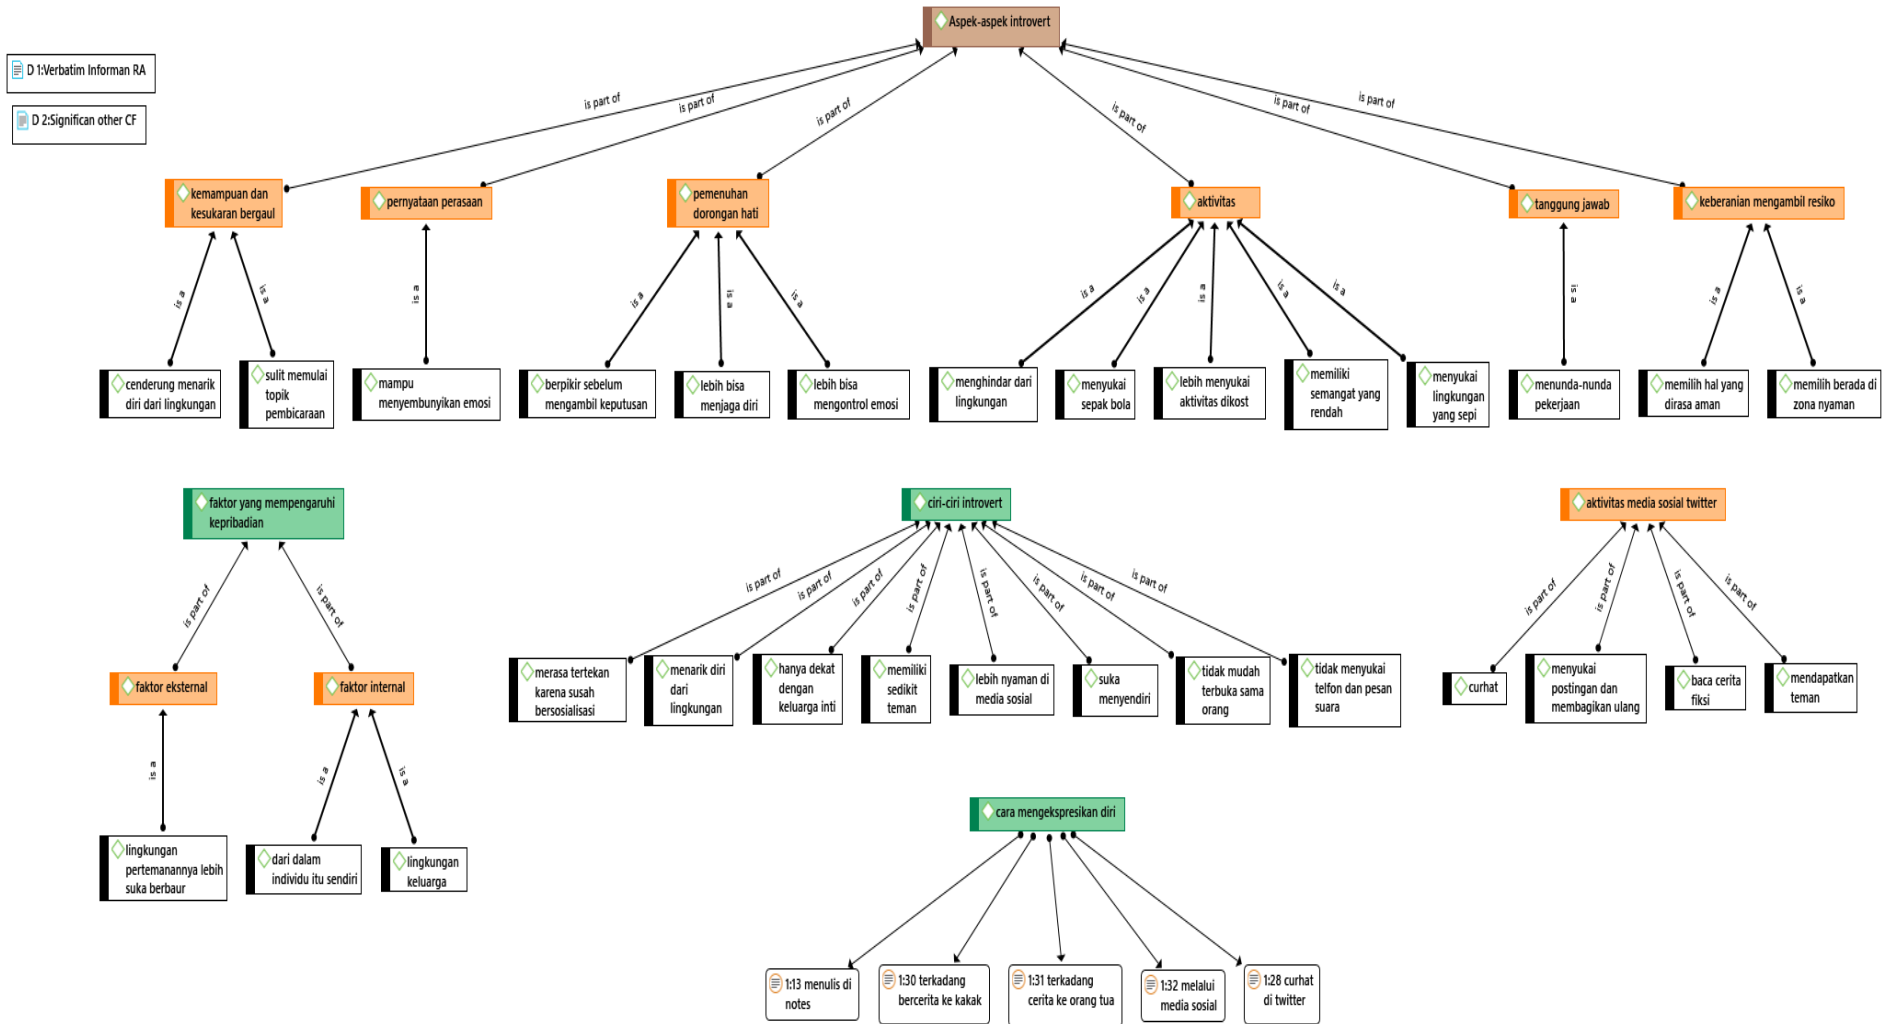 Aspek-aspek introvert
D 1:Verbatim Informan RA
D 2:Significan other CF
is part of
is part of
is part of
is part of
is part of
is part of
kemampuan dan
kesukaran bergaul
pernyataan perasaan
pemenuhan
dorongan hati
aktivitas
tanggung jawab
keberanian mengambil resiko
is a
is a
is a
is a
is a
is a
is a
is a
is a
is a
is a
is a
is a
is a
cenderung menarik
diri dari lingkungan
sulit memulai
topik
pembicaraan
mampu
menyembunyikan emosi
berpikir sebelum
mengambil keputusan
lebih bisa
menjaga diri
lebih bisa
mengontrol emosi
menghindar dari
lingkungan
menyukai
sepak bola
lebih menyukai
aktivitas dikost
memiliki
semangat yang
rendah
menyukai
lingkungan
yang sepi
menunda-nunda
pekerjaan
memilih hal yang
dirasa aman
memilih berada di
zona nyaman
faktor yang mempengaruhi
kepribadian
is part of
is part of
faktor eksternal
faktor internal
is a
is a
is a
lingkungan
pertemanannya lebih
suka berbaur
dari dalam
individu itu sendiri
lingkungan
keluarga
ciri-ciri introvert
is part of
is part of
is part of
is part of
is part of
is part of
is part of
is part of
merasa tertekan
karena susah
bersosialisasi
menarik diri
dari
lingkungan
hanya dekat
dengan
keluarga inti
memiliki
sedikit
teman
lebih nyaman di
media sosial
suka
menyendiri
tidak mudah
terbuka sama
orang
tidak menyukai
telfon dan pesan
suara
aktivitas media sosial twitter
is part of
is part of
is part of
is part of
curhat
menyukai
postingan dan
membagikan ulang
baca cerita
fiksi
mendapatkan
teman
cara mengekspresikan diri
1:13 menulis di
notes
1:30 terkadang
bercerita ke kakak
1:31 terkadang
cerita ke orang tua
1:32 melalui
media sosial
1:28 curhat
di twitter